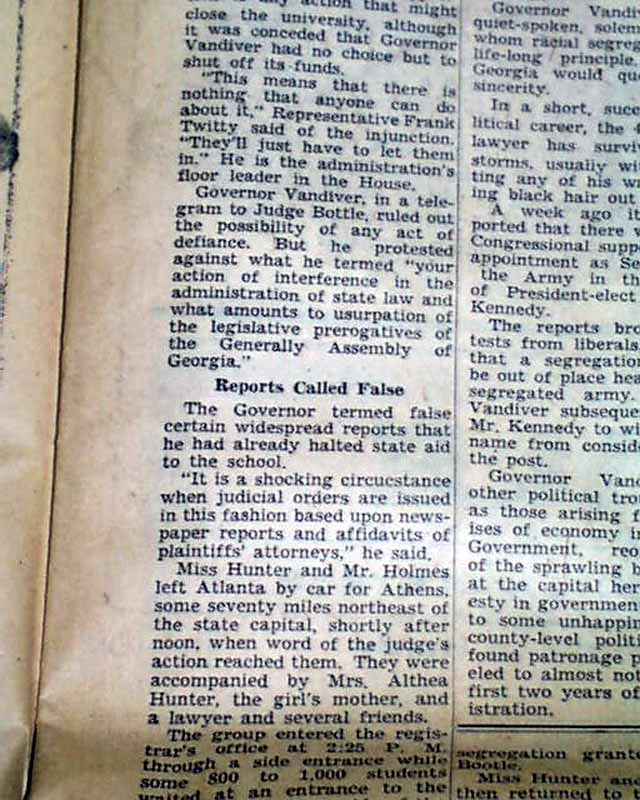 any action that might
close the university, although
it was conceded that Governor
Vandiver had no choice but to
shut off its funds.
"This means that there is
nothing that anyone can do
about it," Representative Frank
Twitty said of the injunction.
"They'll just have to let them
in." He is the administration's
floor leader in the House.
Governor Vandiver, in a tele-
gram to Judge Bottle, ruled out
the possibility of any act of
defiance. But he protested
against what he termed "your
action of interference in the
administration of state law and
what amounts to usurpation of
the legislative prerogatives of
the Generally Assembly of
Georgia."
Reports Called False
The Governor termed false
certain widespread reports that
he had already halted state aid
to the school.
"It is a shocking circucstance
when judicial orders are issued
in this fashion based upon news-
paper reports and affidavits of
plaintiffs' attorneys," he said.
Miss Hunter and Mr. Holmes
left Atlanta by car for Athens,
some seventy miles northeast of
the state capital, shortly after
noon, when word of the judge's
action reached them. They were
accompanied by Mrs. Althea
Hunter, the girl's mother, and
a lawyer and several friends.
The group entered the regis-
trar's office at 2:25 P. M.
through a side entrance while
some 800 to 1,000 students
waited at an entrance to the
Governor Vandi
quiet-spoken, solem
whom racial segreg
life-long principle.
Georgia would qu
sincerity.
In a short, succ
litical career, the
lawyer has surviv
storms, usually wi
ting any of his w
ing black hair out
A week ago i
ported that there w
Congressional supp
appointment as Se
the Army in th
of President-elect
Kennedy.
The reports bro
tests from liberals,
that a segregation
be out of place hea
segregated army.
Vandiver subseque
Mr. Kennedy to wi
name from consid
the post.
Governor Vand
other political tro
as those arising f
ises of economy i
Government, reo
of the sprawling b
at the capital her
esty in government
to some unhappin
county-level politi
found patronage p
eled to almost not
first two years of
istration.
segregation grante
Bootle.
Miss Hunter and
then returned to